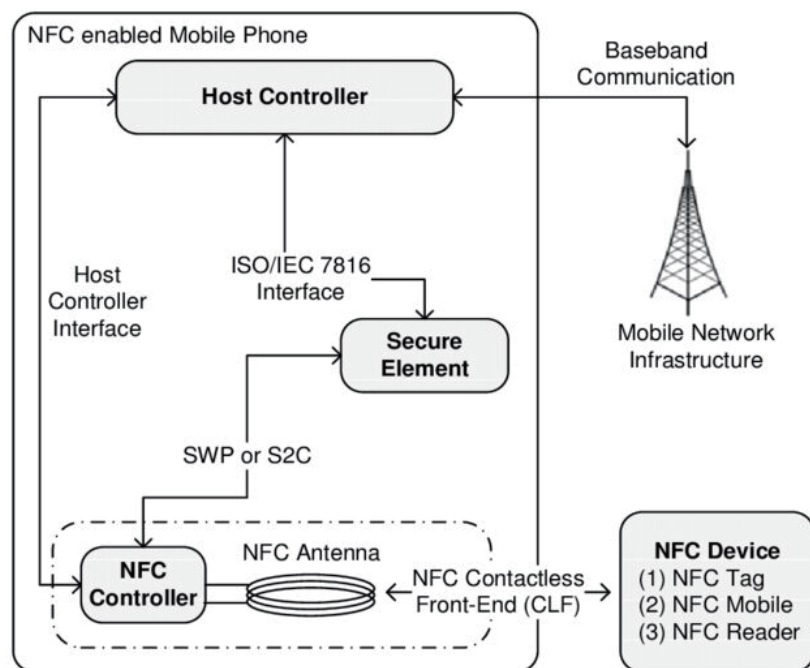 NFC enabled Mobile Phone
Host Controller
Baseband
Communication
Host
Controller
Interface
ISO/IEC 7816
Interface
Secure
Element
Mobile Network
Infrastructure
SWP or S2C
NFC
Controller
NFC Antenna
NFC Contactless
Front-End (CLF)
NFC Device
(1) NFC Tag
(2) NFC Mobile
(3) NFC Reader